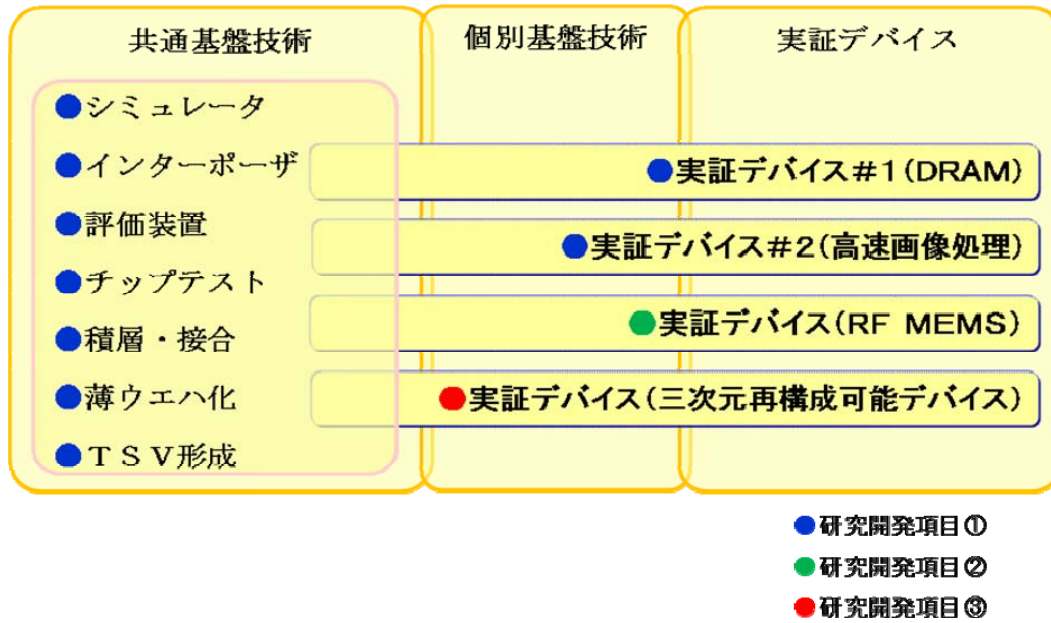 共通基盤技術
個別基盤技術
実証デバイス
●シミュレータ
●インターポーザ
●評価装置
●チップテスト
●積層・接合
●薄ウエハ化
●ＴＳＶ形成
●実証デバイス＃1(DRAM)
●実証デバイス＃2(高速画像処理)
●実証デバイス(RF MEMS)
●実証デバイス(三次元再構成可能デバイス)
●研究開発項目①
●研究開発項目②
●研究開発項目③